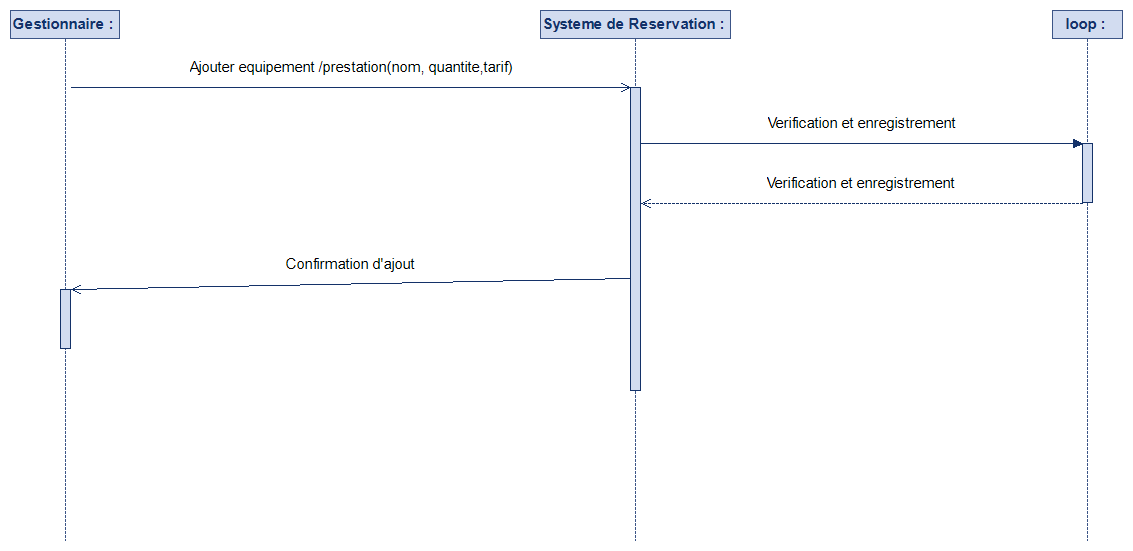 Gestionnaire :
Systeme de Reservation :
loop :
Ajouter equipement /prestation(nom, quantite,tarif)
Verification et enregistrement
Verification et enregistrement
Confirmation d'ajout